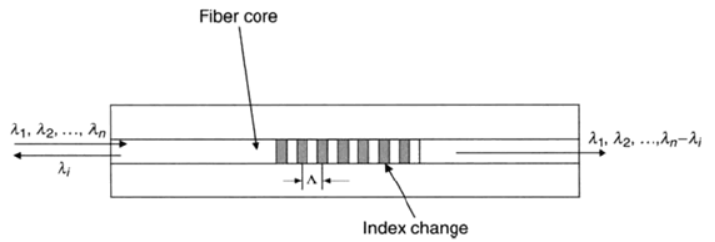 Fiber core
λ1, λ2, ..., λn
λi
λ1, λ2, ...,λn–λi
Λ
Index change